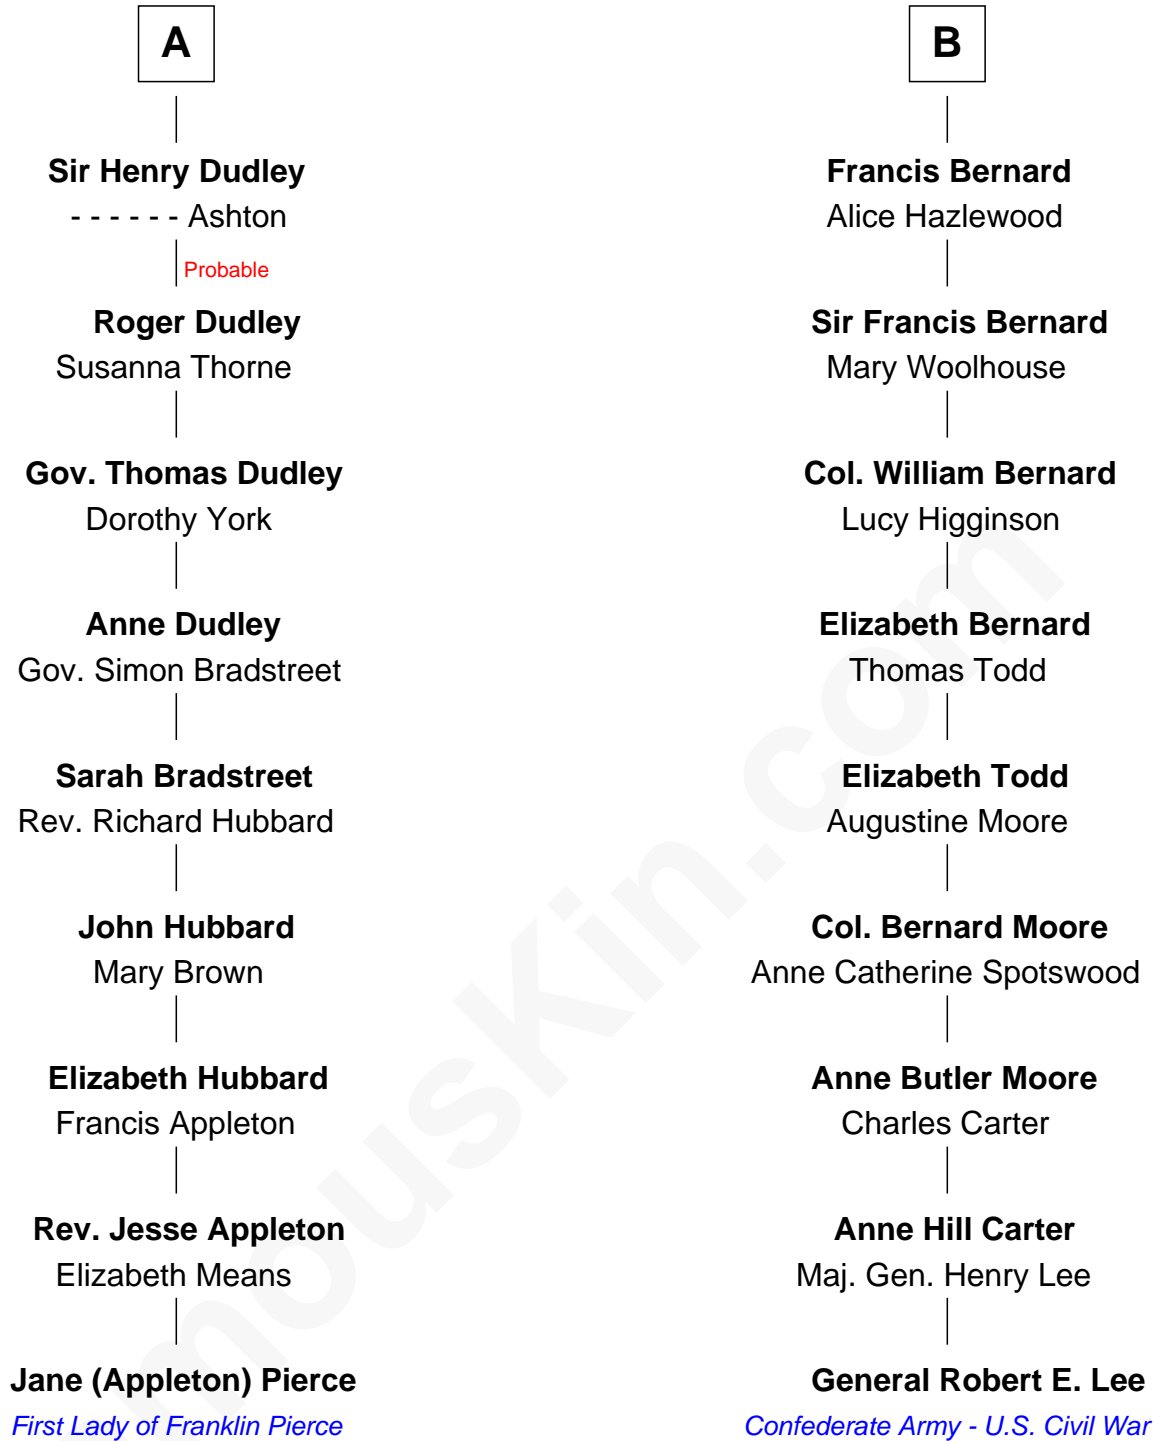 A
Sir Henry Dudley
- - - - - - Ashton
Probable
Roger Dudley
Susanna Thorne
Gov. Thomas Dudley
Dorothy York
Anne Dudley
Gov. Simon Bradstreet
Sarah Bradstreet
Rev. Richard Hubbard
John Hubbard
Mary Brown
Elizabeth Hubbard
Francis Appleton
Rev. Jesse Appleton
Elizabeth Means
Jane (Appleton) Pierce
First Lady of Franklin Pierce
B
Francis Bernard
Alice Hazlewood
Sir Francis Bernard
Mary Woolhouse
Col. William Bernard
Lucy Higginson
Elizabeth Bernard
Thomas Todd
Elizabeth Todd
Augustine Moore
Col. Bernard Moore
Anne Catherine Spotswood
Anne Butler Moore
Charles Carter
Anne Hill Carter
Maj. Gen. Henry Lee
General Robert E. Lee
Confederate Army - U.S. Civil War
mousKin.com